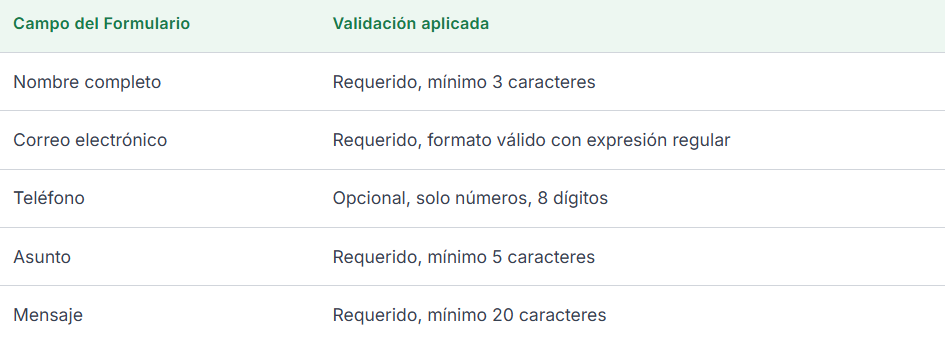 Campo del Formulario Validación aplicada
Nombre completo Requerido, mínimo 3 caracteres
Correo electrónico Requerido, formato válido con expresión regular
Teléfono Opcional, solo números, 8 dígitos
Asunto Requerido, mínimo 5 caracteres
Mensaje Requerido, mínimo 20 caracteres